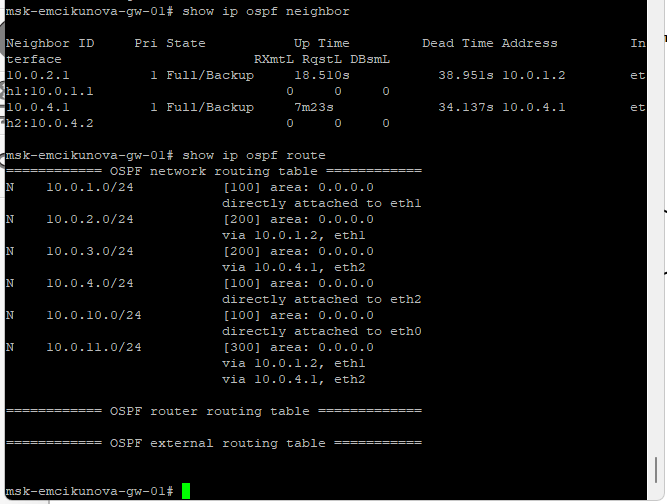 msk-emcikunova-gw-01# show ip ospf neighbor
Neighbor ID     Pri State           Up Time         Dead Time Address         In
terface                        RXmtL RqstL DBsmL
10.0.2.1          1 Full/Backup     18.510s           38.951s 10.0.1.2        et
h1:10.0.1.1                        0     0     0
10.0.4.1          1 Full/Backup     7m23s             34.137s 10.0.4.1        et
h2:10.0.4.2                        0     0     0
msk-emcikunova-gw-01# show ip ospf route
============ OSPF network routing table ============
N    10.0.1.0/24           [100] area: 0.0.0.0
                           directly attached to eth1
N    10.0.2.0/24           [200] area: 0.0.0.0
                           via 10.0.1.2, eth1
N    10.0.3.0/24           [200] area: 0.0.0.0
                           via 10.0.4.1, eth2
N    10.0.4.0/24           [100] area: 0.0.0.0
                           directly attached to eth2
N    10.0.10.0/24          [100] area: 0.0.0.0
                           directly attached to eth0
N    10.0.11.0/24          [300] area: 0.0.0.0
                           via 10.0.1.2, eth1
                           via 10.0.4.1, eth2
============ OSPF router routing table =============
============ OSPF external routing table ===========
msk-emcikunova-gw-01#